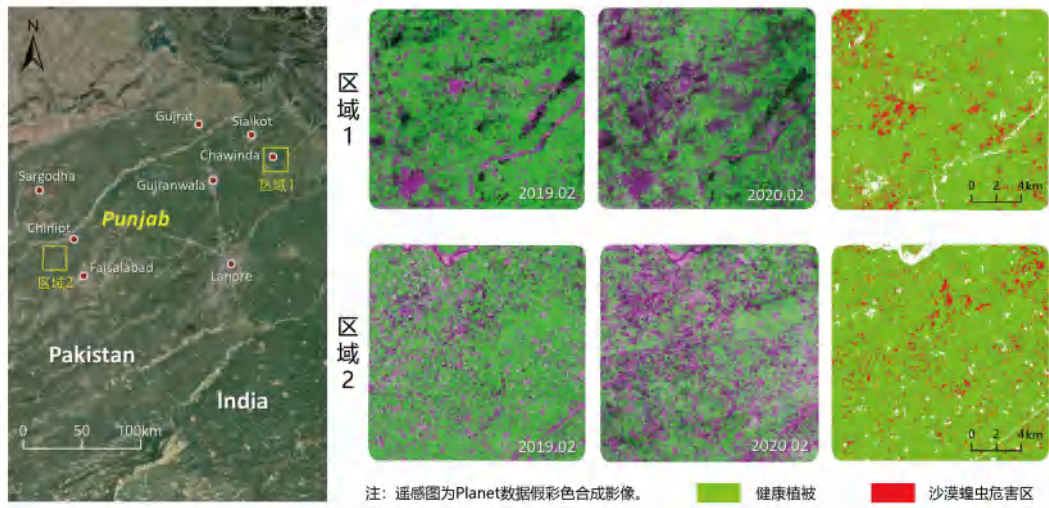 N
Gujrat
Sialkot
Chawinda
区域1
Sargodha
Gujranwala
Punjab
Chiniot
区域2
Faisalabad
Lahore
Pakistan
India
0 50 100km
区域1
2019.02
2020.02
0 2 4km
区域2
2019.02
2020.02
0 2 4km
注：遥感图为Planet数据假彩色合成影像。
健康植被
沙漠蝗虫危害区